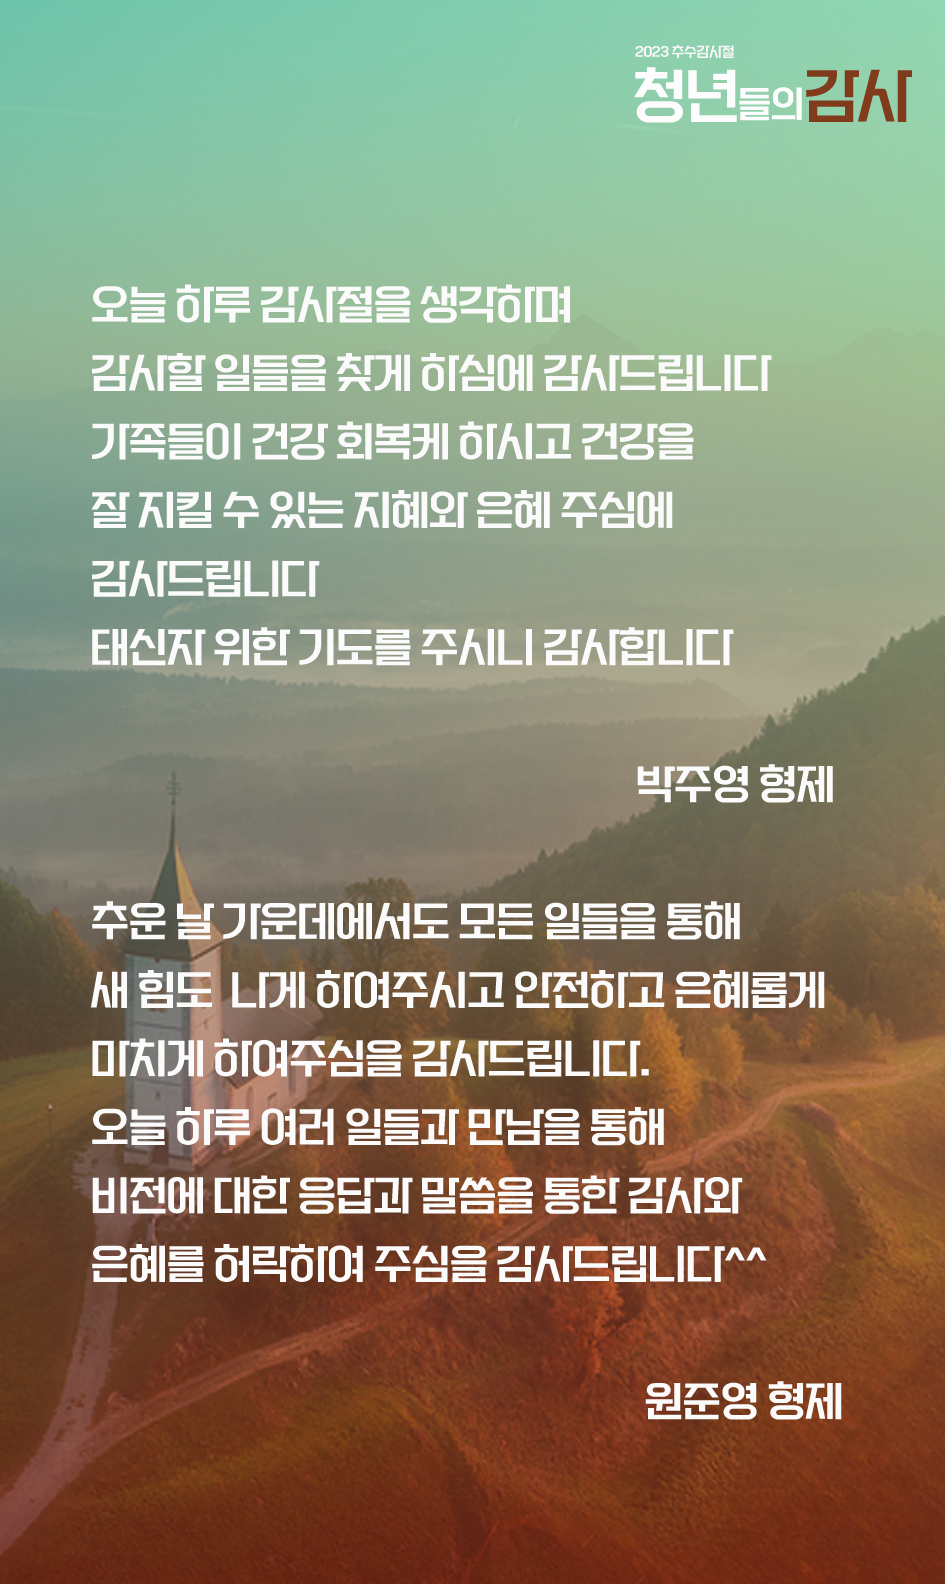 2023 추수감사절
청년들의감사
오늘 하루 감사절을 생각하며
감사할 일들을 찾게 하심에 감사드립니다
가족들이 건강 회복케 하시고 건강을
잘 지킬 수 있는 지혜와 은혜 주심에
감사드립니다
태신자 위한 기도를 주시니 감사합니다
박주영 형제
추운 날 가운데에서도 모든 일들을 통해
새 힘도 나게 하여주시고 안전하고 은혜롭게
마치게 하여주심을 감사드립니다.
오늘 하루 여러 일들과 만남을 통해
비전에 대한 응답과 말씀을 통한 감사와
은혜를 허락하여 주심을 감사드립니다^^
원준영 형제